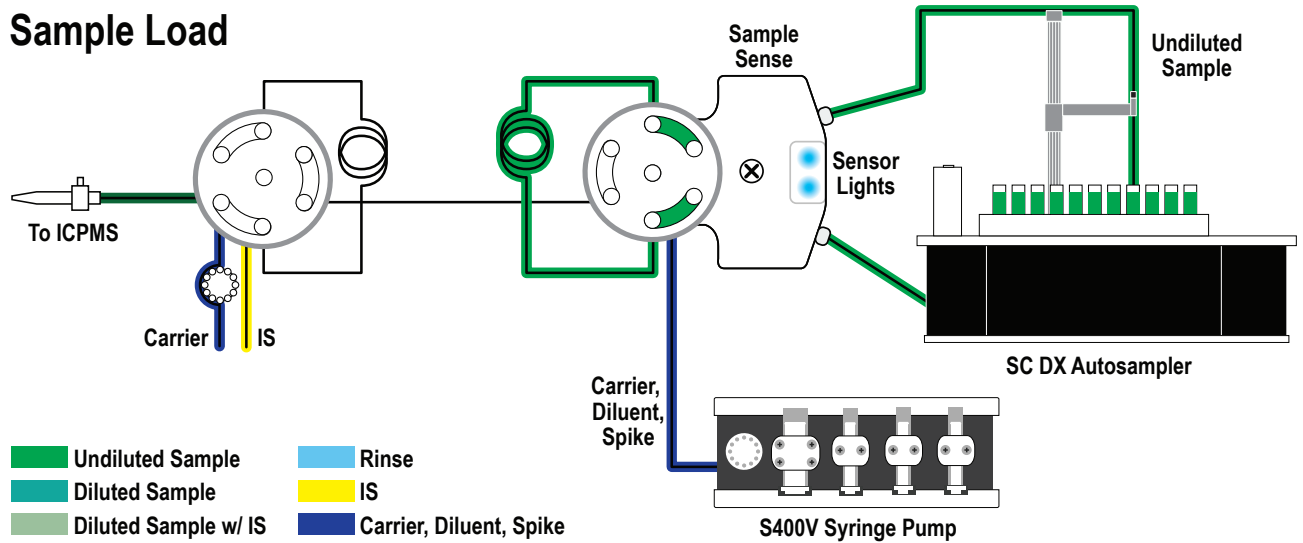 Sample Load
Sample
Sense
Undiluted
Sample
Sensor
Lights
To ICPMS
Carrier
IS
SC DX Autosampler
Carrier,
Diluent,
Spike
S400V Syringe Pump
Undiluted Sample
Diluted Sample
Diluted Sample w/ IS
Rinse
IS
Carrier, Diluent, Spike